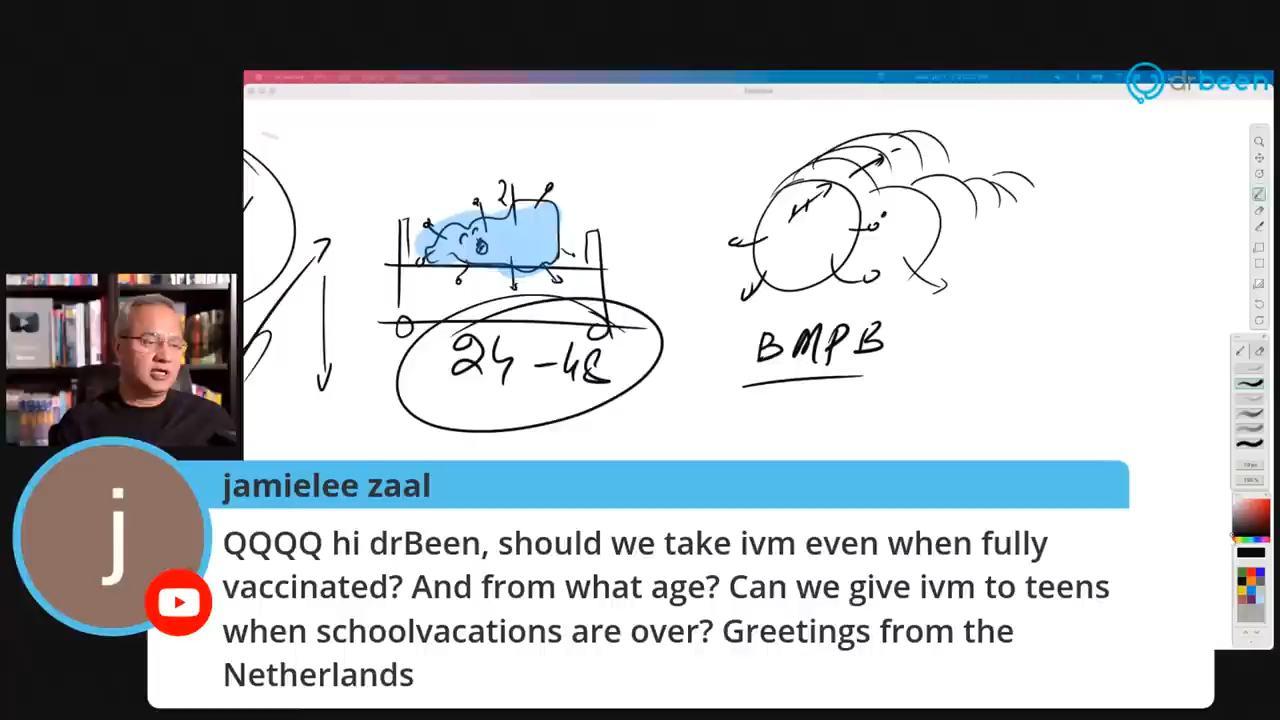 drbeen
2
24-48
BMPB
j
jamielee zaal
QQQQ hi drBeen, should we take ivm even when fully
vaccinated? And from what age? Can we give ivm to teens
when schoolvacations are over? Greetings from the
Netherlands